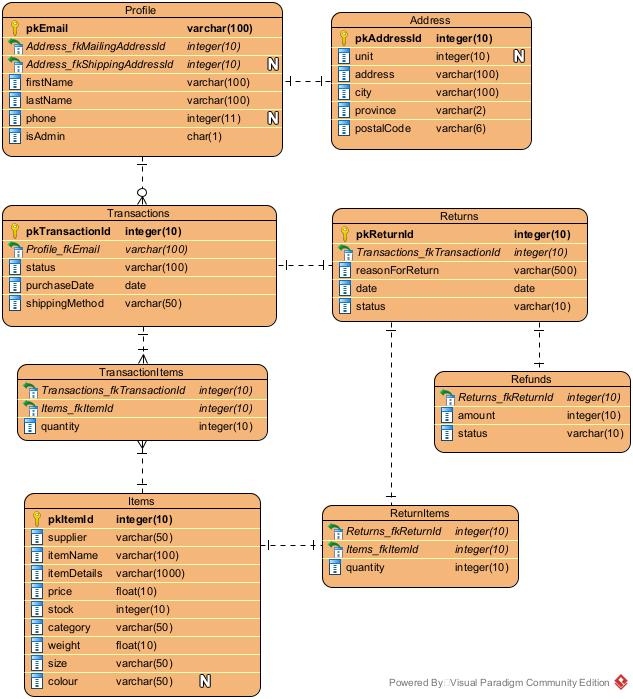 Profile
pkEmail varchar(100)
Address_fkMailingAddressId integer(10)
Address_fkShippingAddressId integer(10) N
firstName varchar(100)
lastName varchar(100)
phone integer(11) N
isAdmin char(1)
Address
pkAddressId integer(10)
unit integer(10) N
address varchar(100)
city varchar(100)
province varchar(2)
postalCode varchar(6)
Transactions
pkTransactionId integer(10)
Profile_fkEmail varchar(100)
status varchar(100)
purchaseDate date
shippingMethod varchar(50)
Returns
pkReturnId integer(10)
Transactions_fkTransactionId integer(10)
reasonForReturn varchar(500)
date date
status varchar(10)
TransactionItems
Transactions_fkTransactionId integer(10)
Items_fkItemId integer(10)
quantity integer(10)
Refunds
Returns_fkReturnId integer(10)
amount integer(10)
status varchar(10)
Items
pkItemId integer(10)
supplier varchar(50)
itemName varchar(100)
itemDetails varchar(1000)
price float(10)
stock integer(10)
category varchar(50)
weight float(10)
size varchar(50)
colour varchar(50) N
ReturnItems
Returns_fkReturnId integer(10)
Items_fkItemId integer(10)
quantity integer(10)
Powered By Visual Paradigm Community Edition